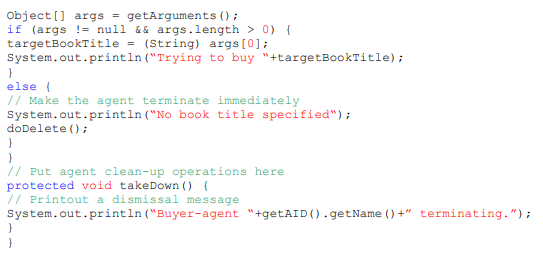 Object[] args = getArguments();
if (args != null && args.length > 0) {
targetBookTitle = (String) args[0];
System.out.println(“Trying to buy “+targetBookTitle);
}
else {
// Make the agent terminate immediately
System.out.println(“No book title specified“);
doDelete();
}
}
// Put agent clean-up operations here
protected void takeDown() {
// Printout a dismissal message
System.out.println(“Buyer-agent “+getAID().getName()+” terminating.”);
}
}